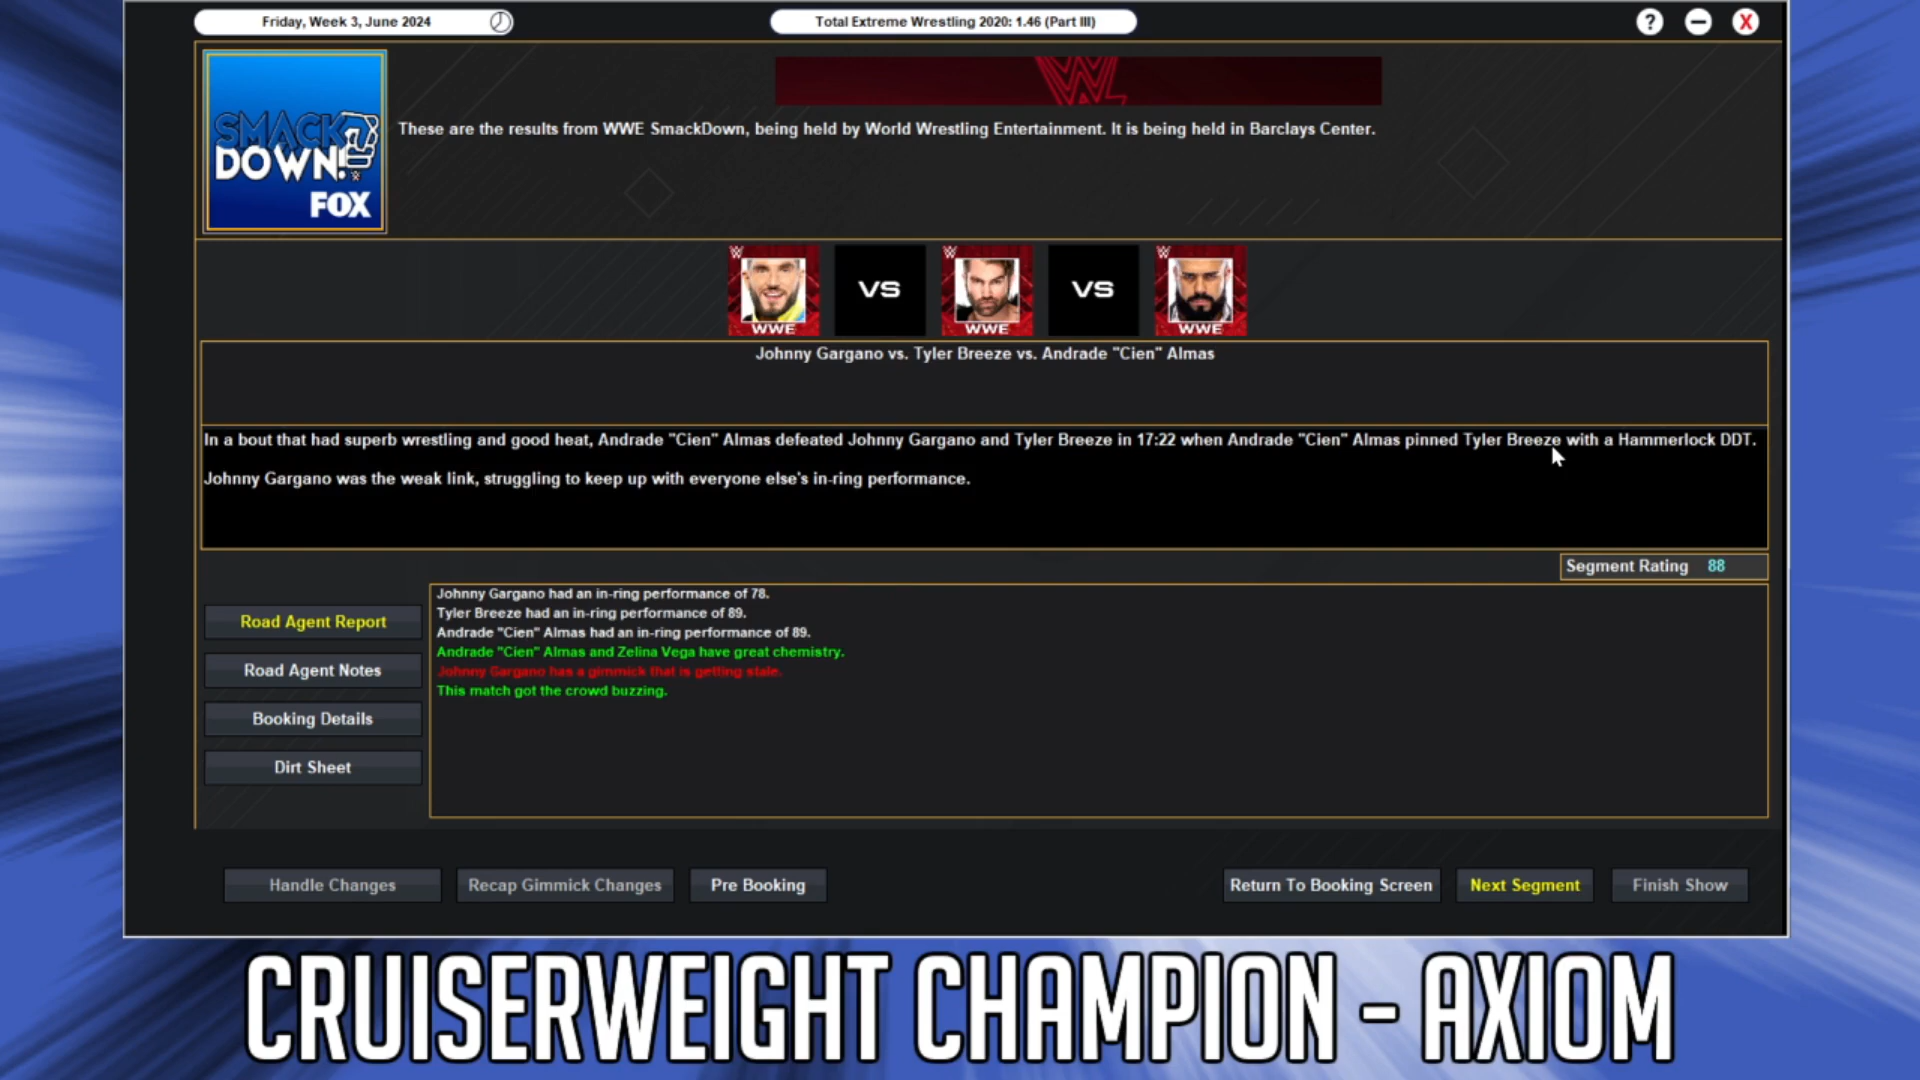 Friday, Week 3, June 2024
Total Extreme Wrestling 2020: 1.46 (Part III)
?
X
SMACK
DOWN!
FOX
These are the results from WWE SmackDown, being held by World Wrestling Entertainment. It is being held in Barclays Center.
WWE VS WWE VS WWE
Johnny Gargano vs. Tyler Breeze vs. Andrade "Cien" Almas
In a bout that had superb wrestling and good heat, Andrade "Cien" Almas defeated Johnny Gargano and Tyler Breeze in 17:22 when Andrade "Cien" Almas pinned Tyler Breeze with a Hammerlock DDT.
Johnny Gargano was the weak link, struggling to keep up with everyone else's in-ring performance.
Segment Rating 88
Road Agent Report
Road Agent Notes
Booking Details
Dirt Sheet
Johnny Gargano had an in-ring performance of 78.
Tyler Breeze had an in-ring performance of 89.
Andrade "Cien" Almas had an in-ring performance of 89.
Andrade "Cien" Almas and Zelina Vega have great chemistry.
Johnny Gargano has a gimmick that is getting stale.
This match got the crowd buzzing.
Handle Changes
Recap Gimmick Changes
Pre Booking
Return To Booking Screen
Next Segment
Finish Show
CRUISERWEIGHT CHAMPION - AXIOM